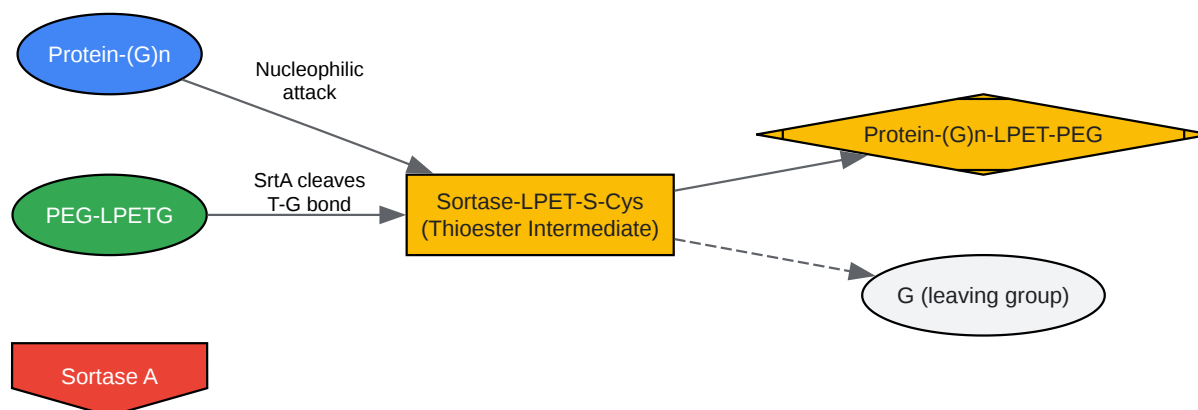 Protein-(G)n
Nucleophilic
attack
Protein-(G)n-LPET-PEG
PEG-LPETG
SrtA cleaves
T-G bond
Sortase-LPET-S-Cys
(Thioester Intermediate)
G (leaving group)
Sortase A